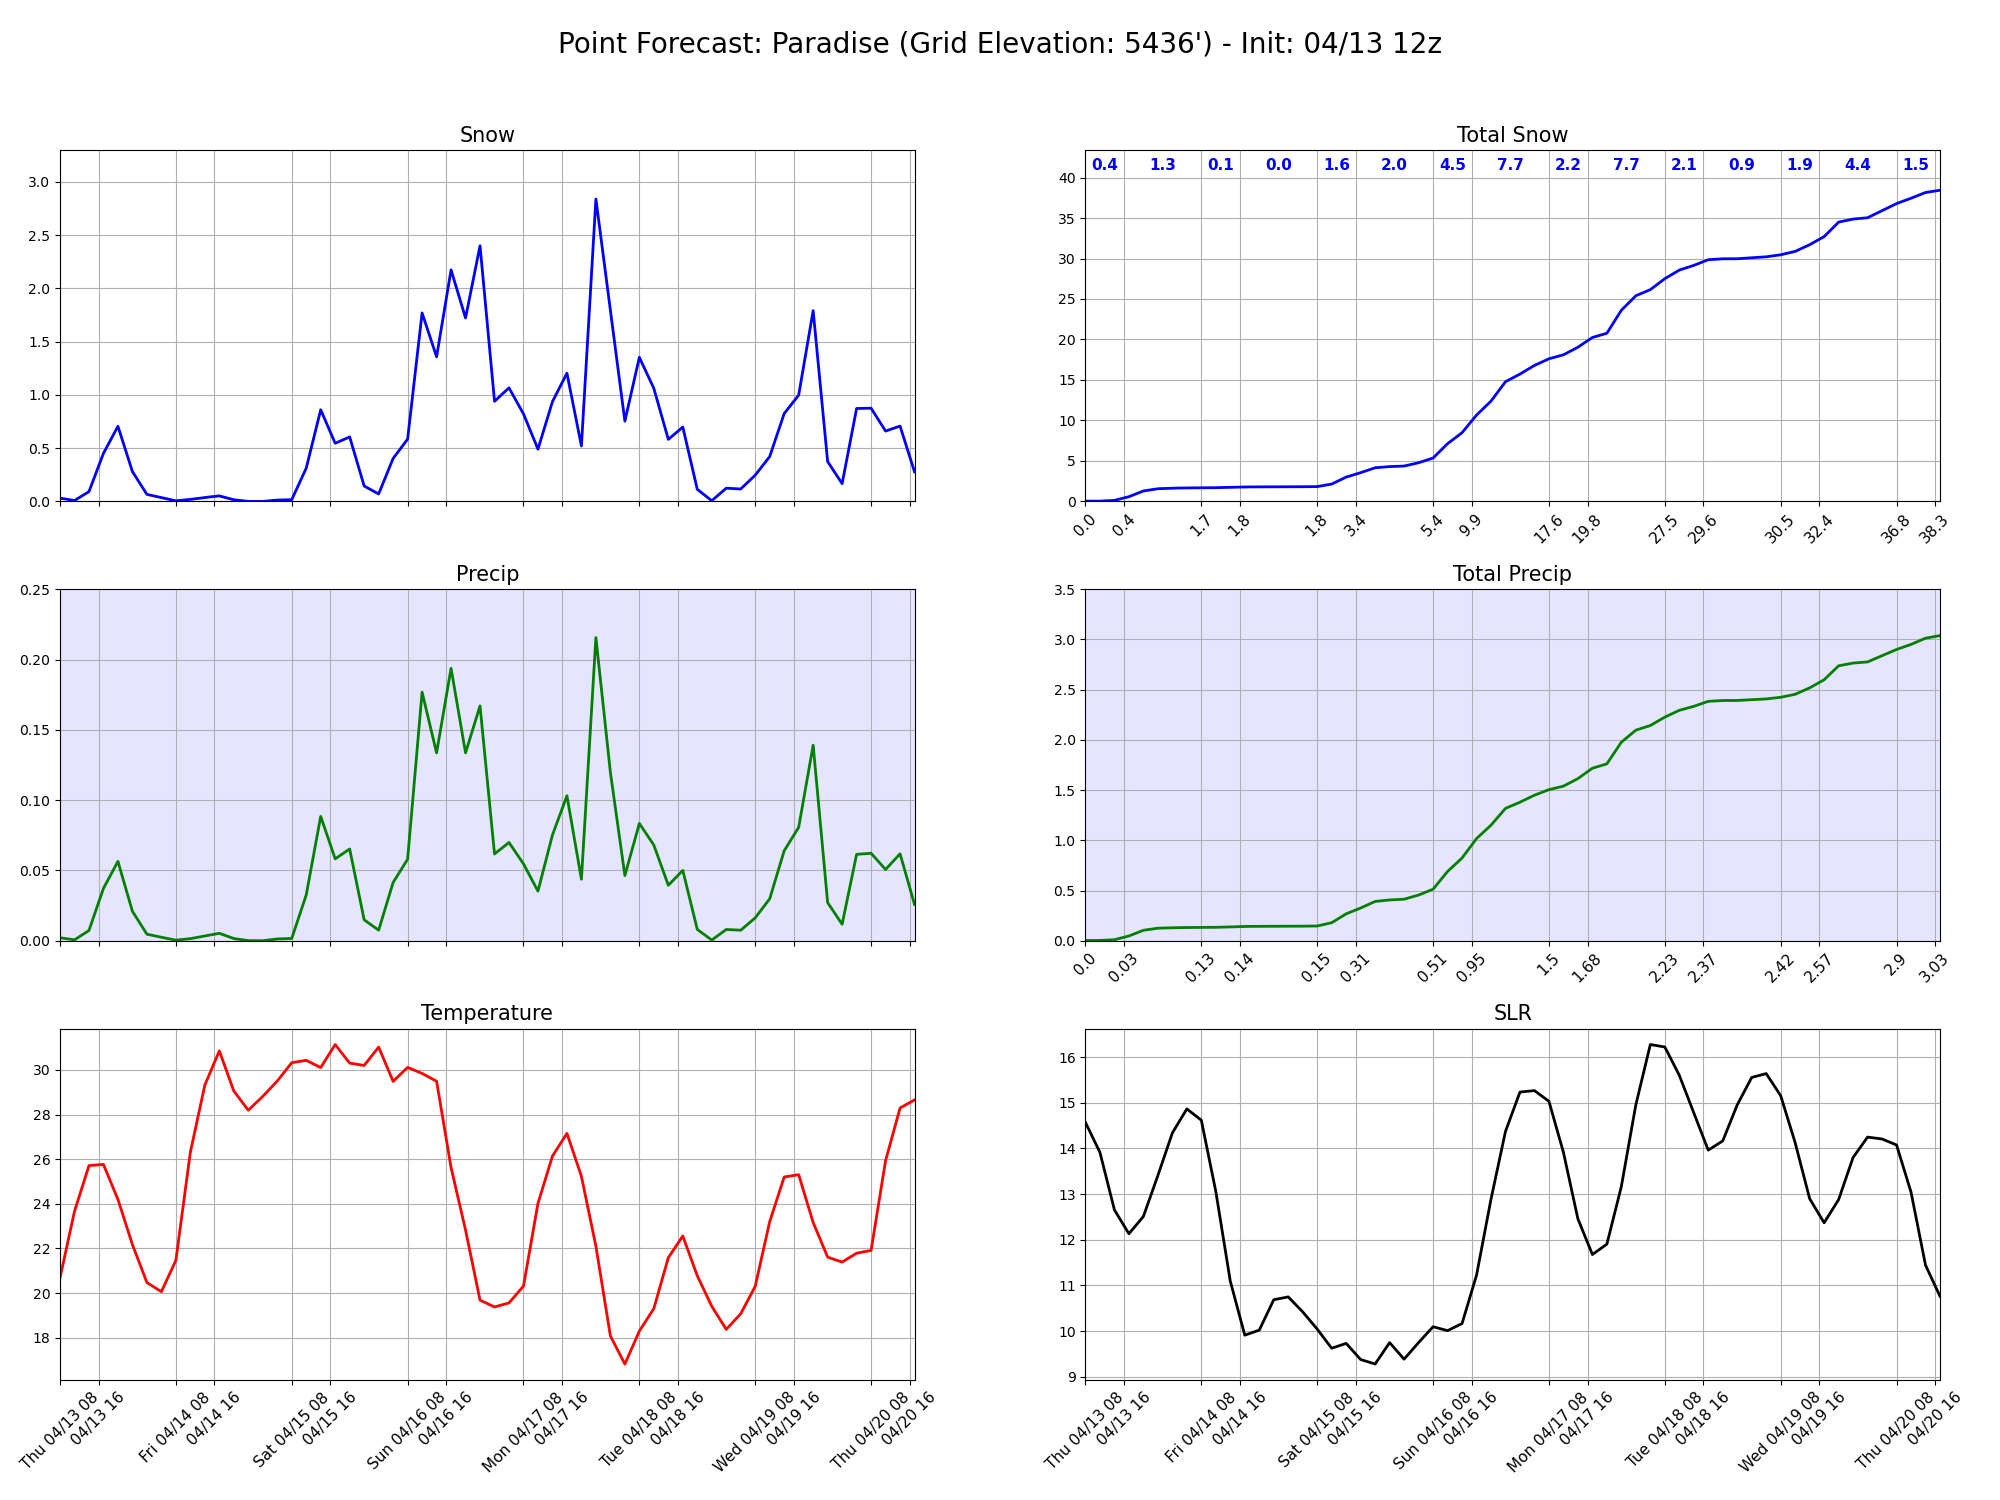 Point Forecast: Paradise (Grid Elevation: 5436') - Init: 04/13 12z
Snow
3.0
2.5
2.0
1.5
1.0
0.5
0.0
Total Snow
0.4 1.3 0.1 0.0 1.6 2.0 4.5 7.7 2.2 7.7 2.1 0.9 1.9 4.4 1.5
40
35
30
25
20
15
10
5
0
0.0 0.4 1.7 1.8 1.8 3.4 5.4 9.9 17.6 19.8 27.5 29.6 30.5 32.4 36.8 38.3
Precip
0.25
0.20
0.15
0.10
0.05
0.00
Total Precip
3.5
3.0
2.5
2.0
1.5
1.0
0.5
0.0
0.0 0.03 0.13 0.14 0.15 0.31 0.51 0.95 1.5 1.68 2.23 2.37 2.42 2.57 2.9 3.03
Temperature
30
28
26
24
22
20
18
Thu 04/13 08
04/13 16
Fri 04/14 08
04/14 16
Sat 04/15 08
04/15 16
Sun 04/16 08
04/16 16
Mon 04/17 08
04/17 16
Tue 04/18 08
04/18 16
Wed 04/19 08
04/19 16
Thu 04/20 08
04/20 16
SLR
16
15
14
13
12
11
10
9
Thu 04/13 08
04/13 16
Fri 04/14 08
04/14 16
Sat 04/15 08
04/15 16
Sun 04/16 08
04/16 16
Mon 04/17 08
04/17 16
Tue 04/18 08
04/18 16
Wed 04/19 08
04/19 16
Thu 04/20 08
04/20 16